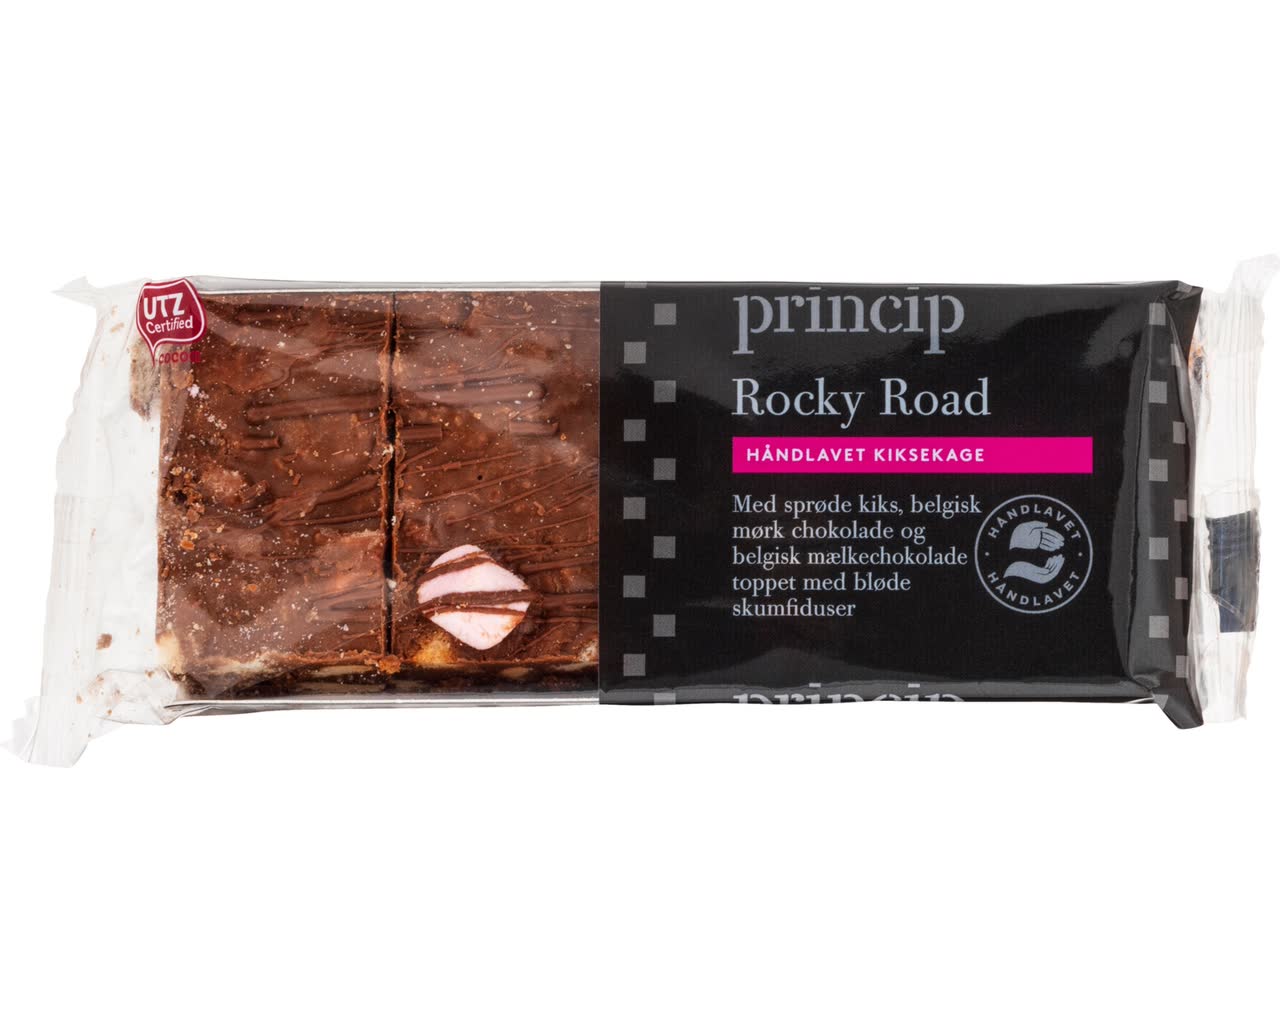 UTZ
Certified
cocoa
princip
Rocky Road
HÅNDLAVET KIKSEKAGE
Med sprøde kiks, belgisk
mørk chokolade og
belgisk mælkechokolade
toppet med bløde
skumfiduser
HÅNDLAVET
HÅNDLAVET
princip